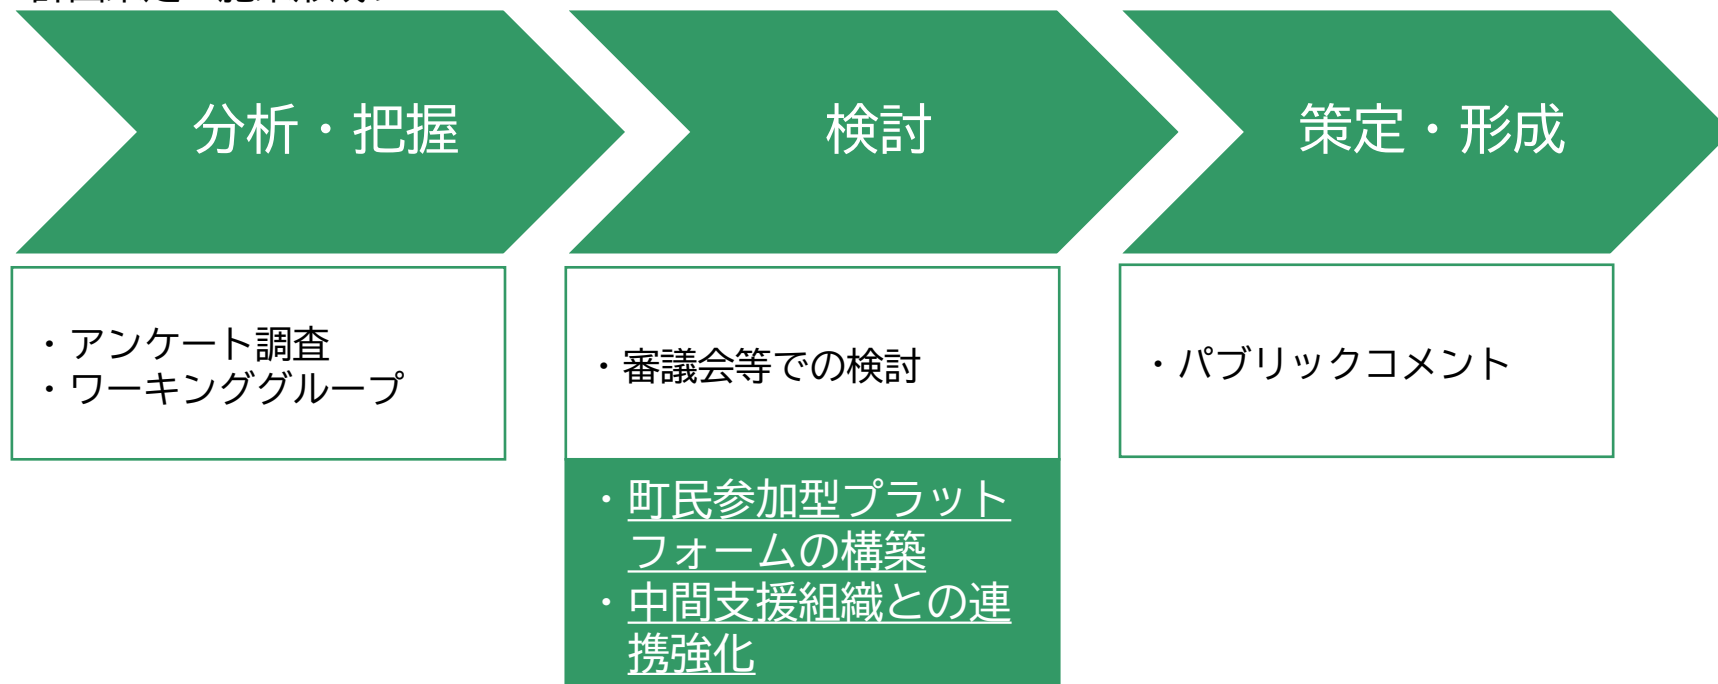 分析・把握
検討
策定・形成
・アンケート調査
・ワーキンググループ
・審議会等での検討
・パブリックコメント
・町民参加型プラット
フォームの構築
・中間支援組織との連
携強化